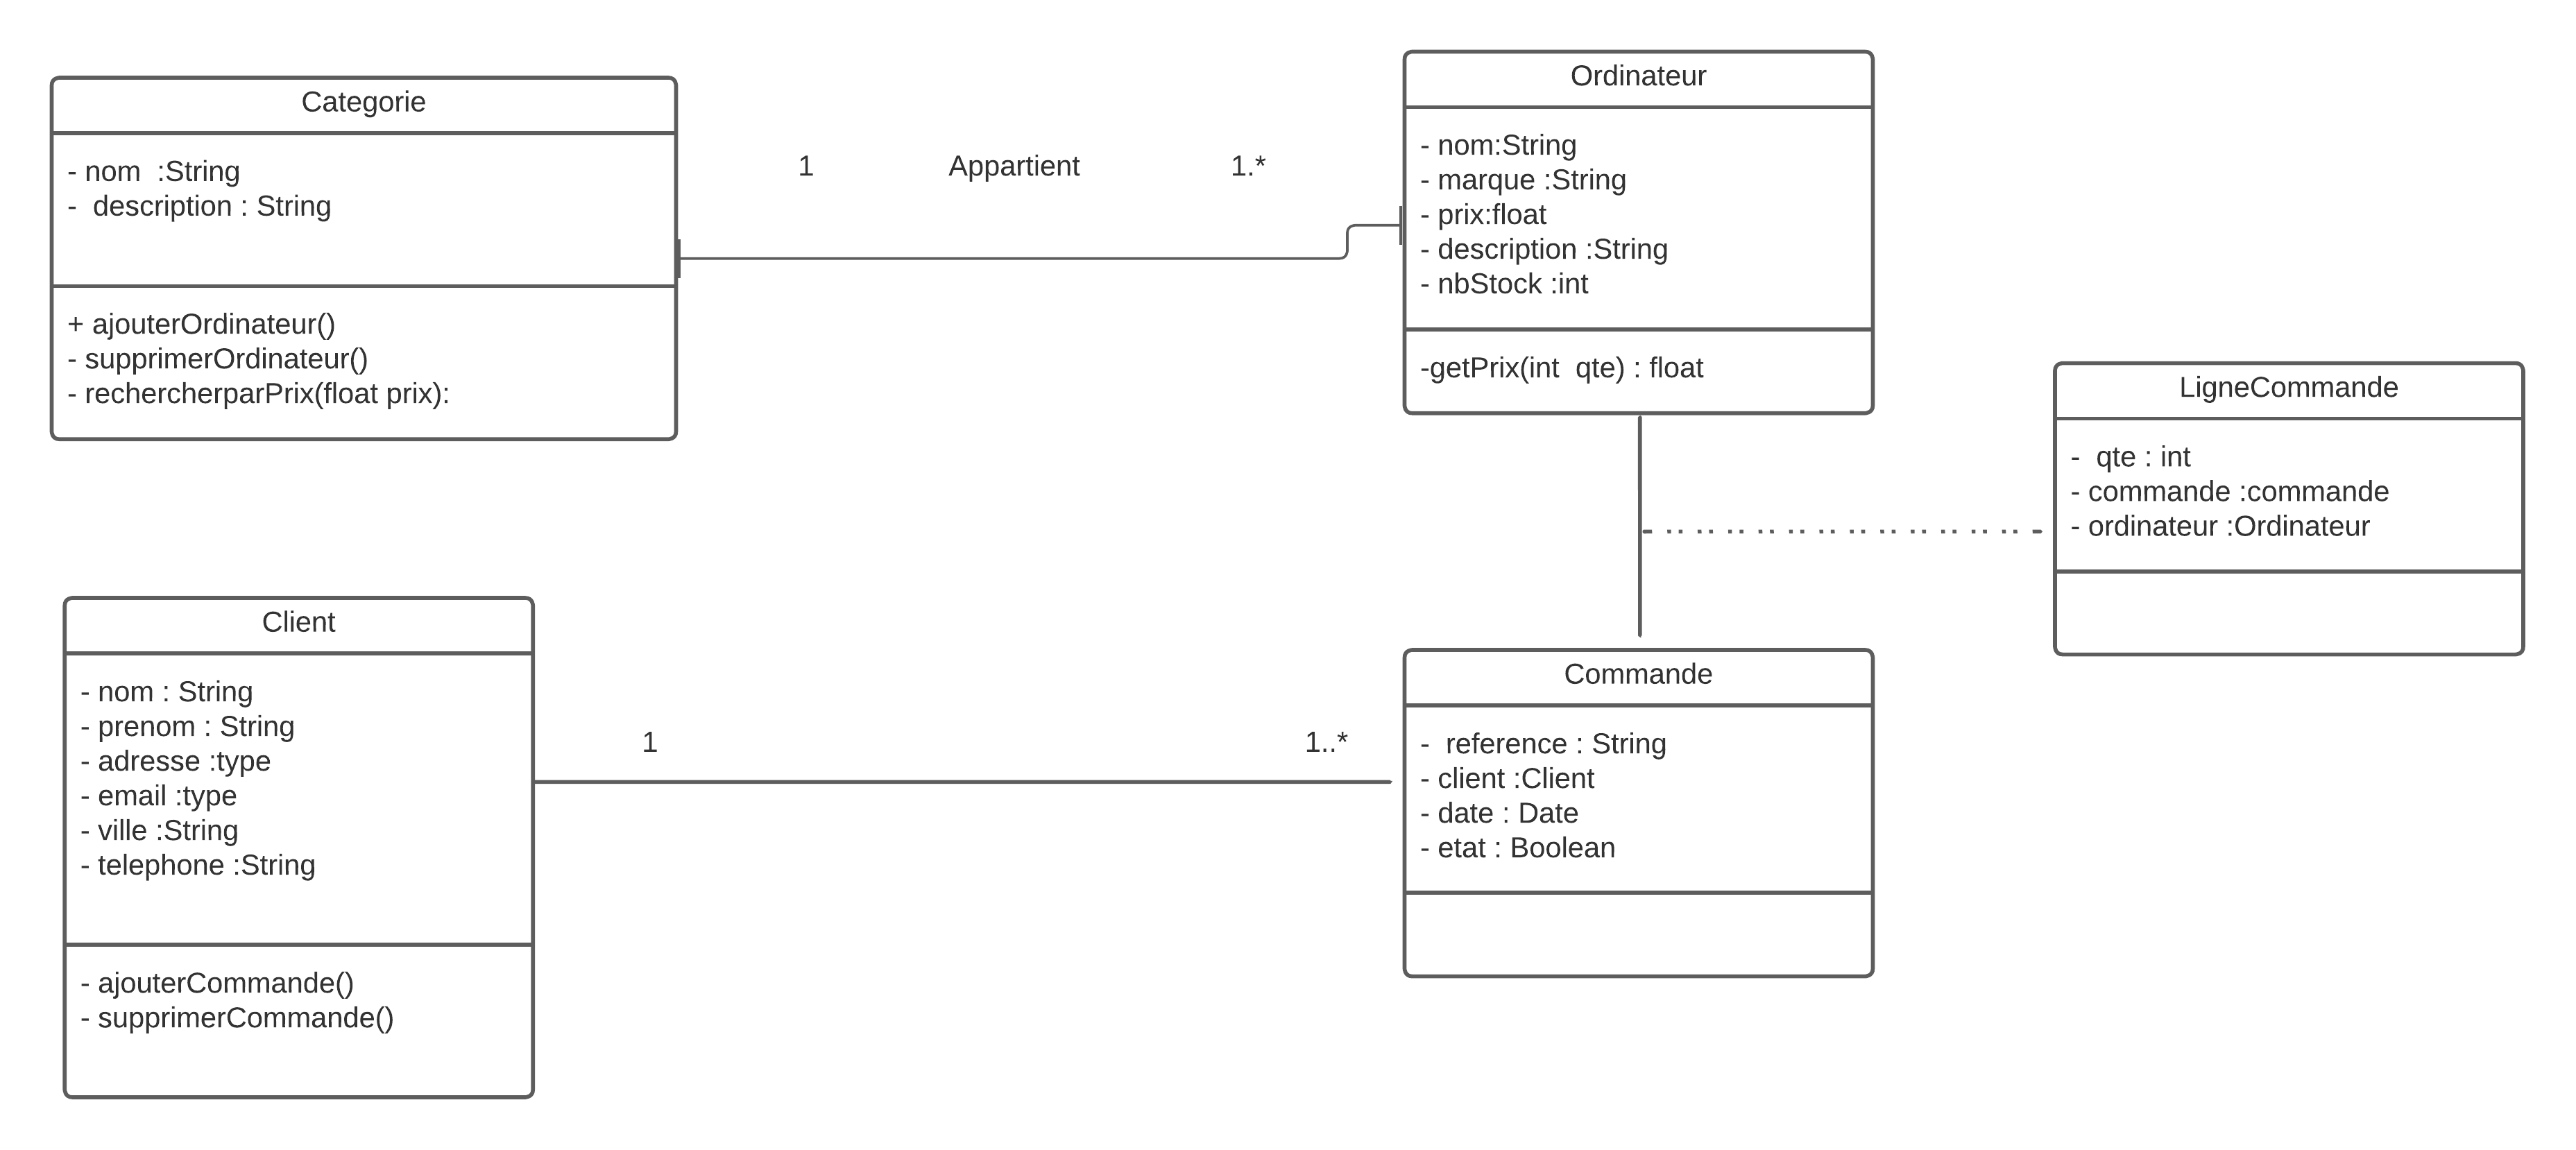 Categorie
- nom  :String
-  description : String
+ ajouterOrdinateur()
- supprimerOrdinateur()
- rechercherparPrix(float prix):
1
Appartient
1.*
Ordinateur
- nom:String
- marque :String
- prix:float
- description :String
- nbStock :int
-getPrix(int  qte) : float
LigneCommande
-  qte : int
- commande :commande
- ordinateur :Ordinateur
Client
- nom : String
- prenom : String
- adresse :type
- email :type
- ville :String
- telephone :String
- ajouterCommande()
- supprimerCommande()
1
1..*
Commande
-  reference : String
- client :Client
- date : Date
- etat : Boolean